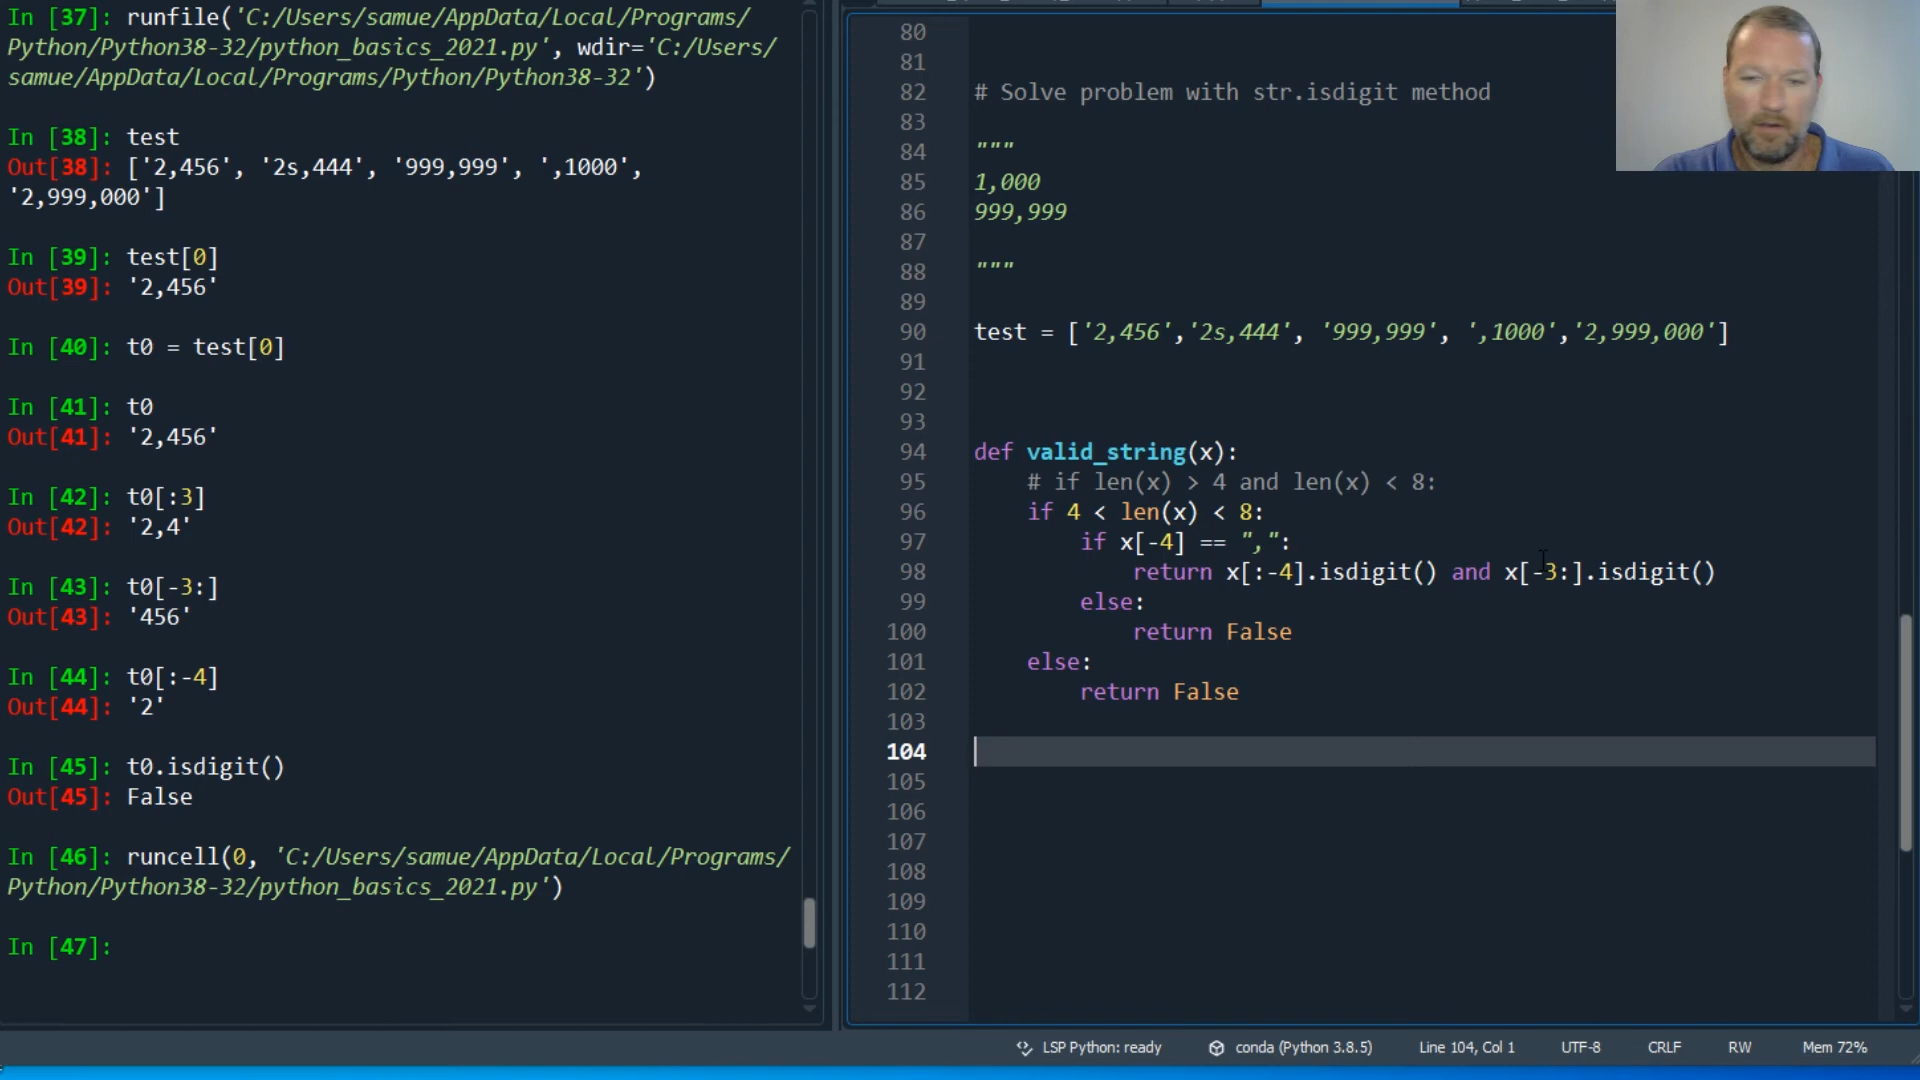 In [37]: runfile('C:/Users/samue/AppData/Local/Programs/
Python/Python38-32/python_basics_2021.py', wdir='C:/Users/
samue/AppData/Local/Programs/Python/Python38-32')
In [38]: test
Out[38]: ['2,456', '2s,444', '999,999', ',1000',
'2,999,000']
In [39]: test[0]
Out[39]: '2,456'
In [40]: t0 = test[0]
In [41]: t0
Out[41]: '2,456'
In [42]: t0[:3]
Out[42]: '2,4'
In [43]: t0[-3:]
Out[43]: '456'
In [44]: t0[:-4]
Out[44]: '2'
In [45]: t0.isdigit()
Out[45]: False
In [46]: runcell(0, 'C:/Users/samue/AppData/Local/Programs/
Python/Python38-32/python_basics_2021.py')
In [47]:
80
81
82 # Solve problem with str.isdigit method
83
84 """
85 1,000
86 999,999
87
88 """
89
90 test = ['2,456','2s,444', '999,999', ',1000','2,999,000']
91
92
93
94 def valid_string(x):
95 # if len(x) > 4 and len(x) < 8:
96 if 4 < len(x) < 8:
97 if x[-4] == ",":
98 return x[:-4].isdigit() and x[-3:].isdigit()
99 else:
100 return False
101 else:
102 return False
103
104
105
106
107
108
109
110
111
112
LSP Python: ready conda (Python 3.8.5) Line 104, Col 1 UTF-8 CRLF RW Mem 72%